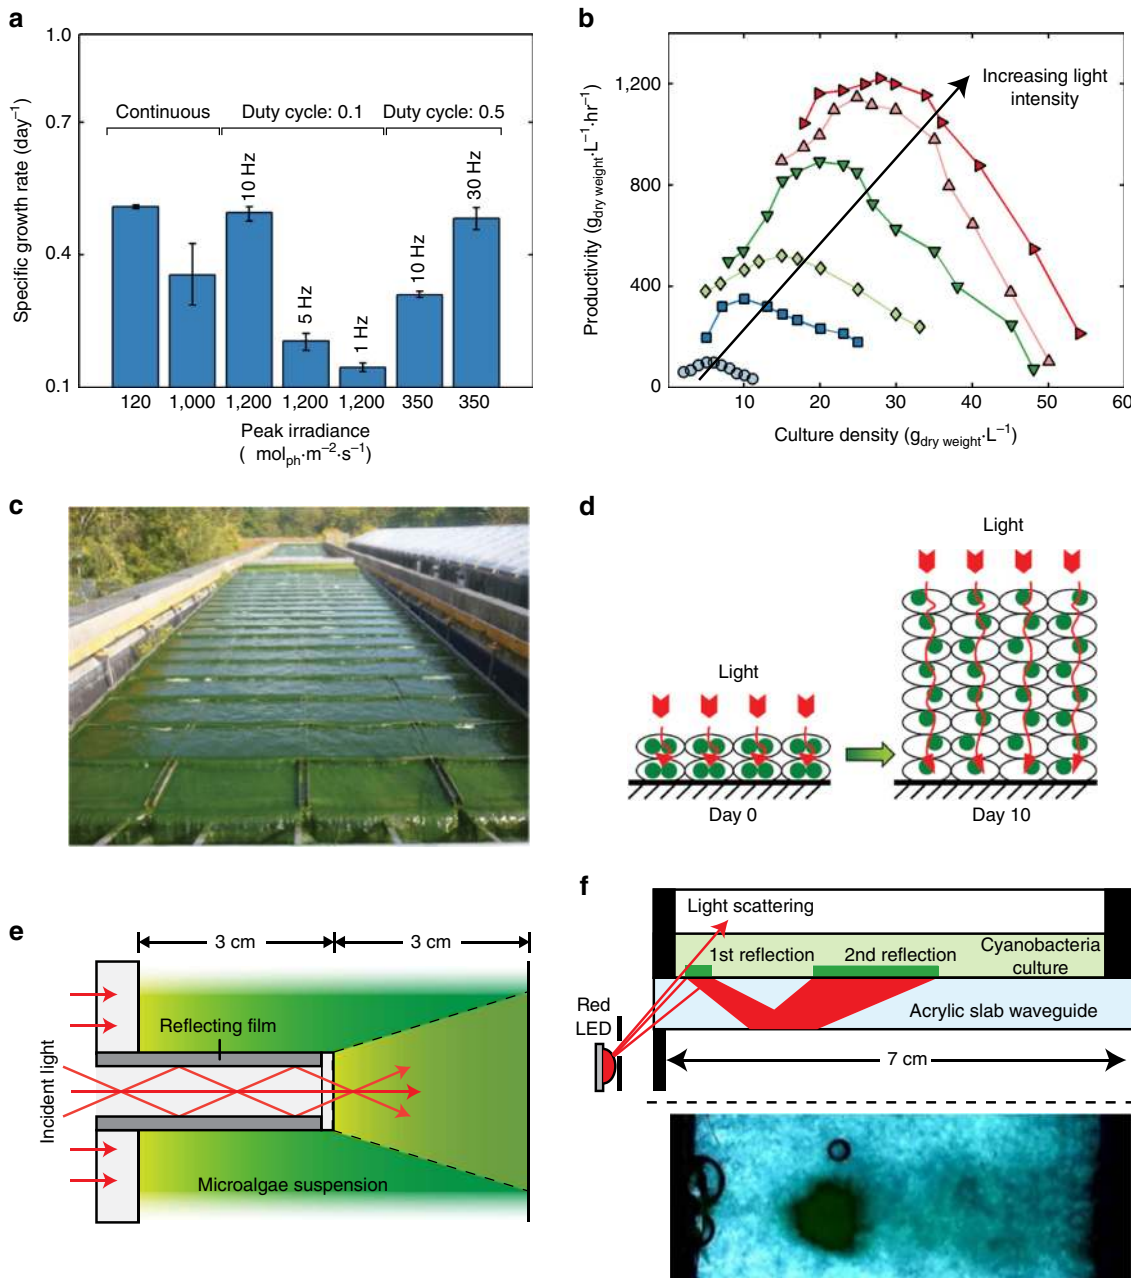 a
1.0
0.7
0.4
0.1
Specific growth rate (day⁻¹)
Continuous
Duty cycle: 0.1
Duty cycle: 0.5
10 Hz
5 Hz
1 Hz
10 Hz
30 Hz
120 1,000 1,200 1,200 1,200 350 350
Peak irradiance
( mol_ph·m⁻²·s⁻¹)
b
1,200
800
400
0
Productivity (g_dry weight·L⁻¹·hr⁻¹)
Increasing light
intensity
10 20 30 40 50 60
Culture density (g_dry weight·L⁻¹)
c
d
Light
Light
Day 0
Day 10
e
3 cm
3 cm
Reflecting film
Incident light
Microalgae suspension
f
Light scattering
1st reflection
2nd reflection
Cyanobacteria
culture
Red
LED
Acrylic slab waveguide
7 cm